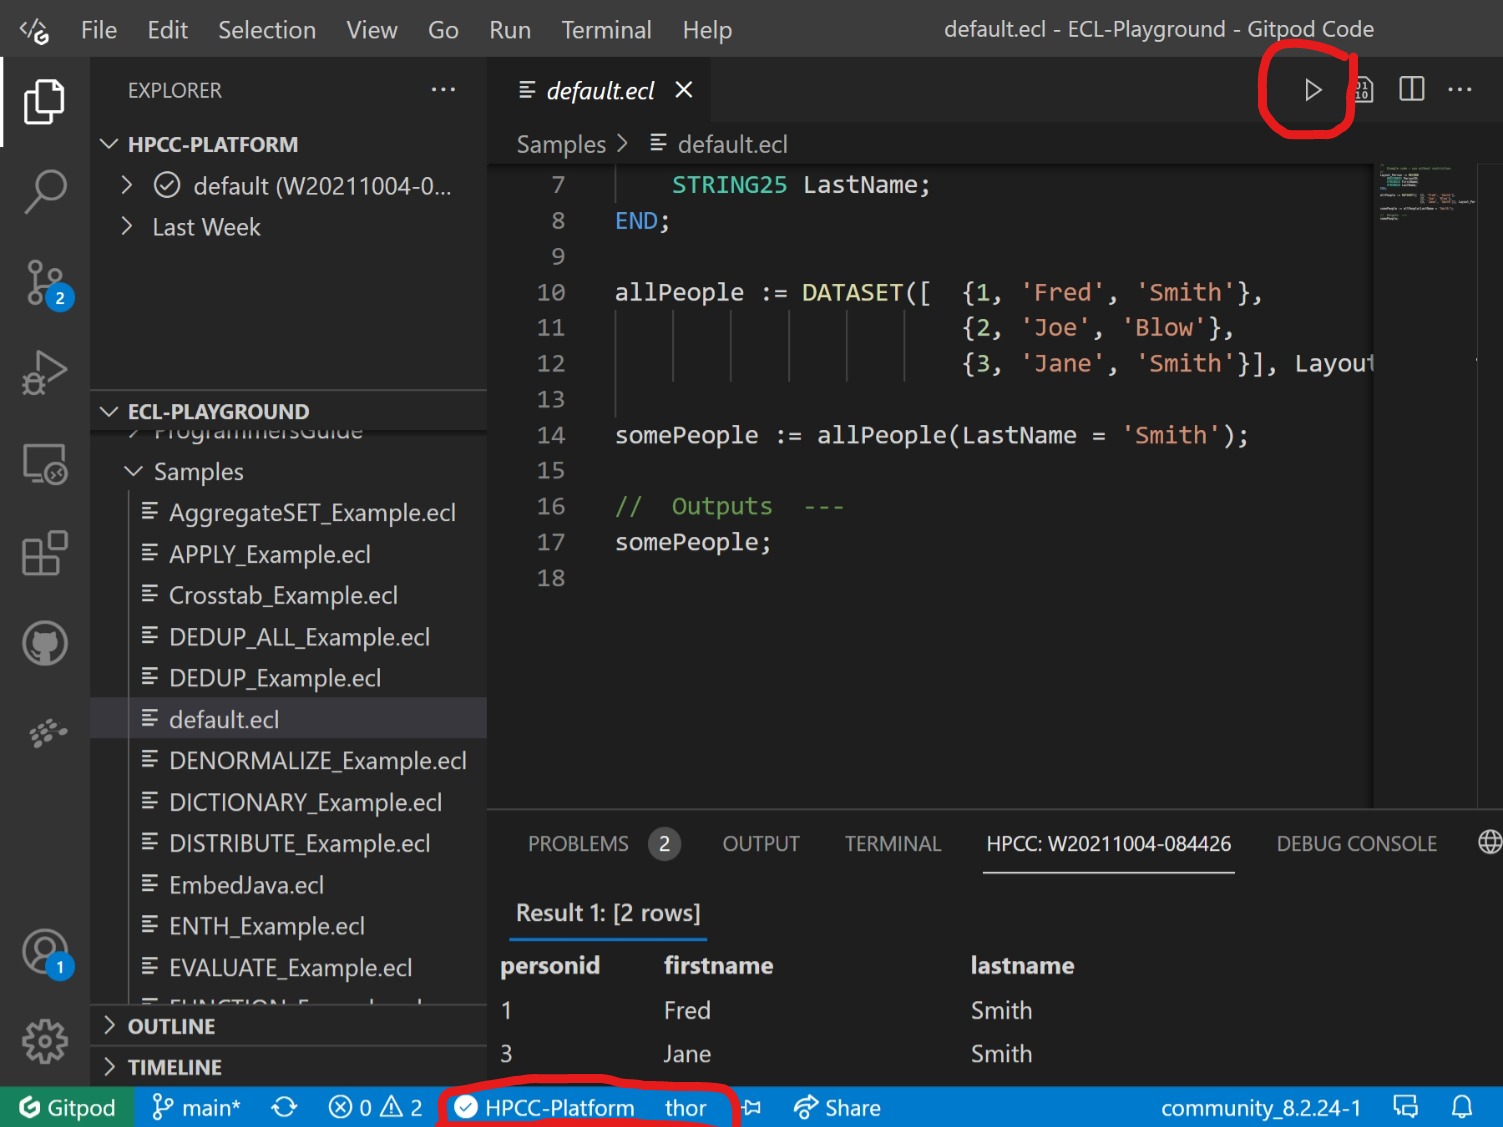 File Edit Selection View Go Run Terminal Help default.ecl - ECL-Playground - Gitpod Code
EXPLORER
HPCC-PLATFORM
default (W20211004-0...
Last Week
ECL-PLAYGROUND
ProgrammersGuide
Samples
AggregateSET_Example.ecl
APPLY_Example.ecl
Crosstab_Example.ecl
DEDUP_ALL_Example.ecl
DEDUP_Example.ecl
default.ecl
DENORMALIZE_Example.ecl
DICTIONARY_Example.ecl
DISTRIBUTE_Example.ecl
EmbedJava.ecl
ENTH_Example.ecl
EVALUATE_Example.ecl
OUTLINE
TIMELINE
2
1
default.ecl
Samples > default.ecl
7 STRING25 LastName;
8 END;
9
10 allPeople := DATASET([ {1, 'Fred', 'Smith'},
11 {2, 'Joe', 'Blow'},
12 {3, 'Jane', 'Smith'}], Layout
13
14 somePeople := allPeople(LastName = 'Smith');
15
16 // Outputs ---
17 somePeople;
18
PROBLEMS 2 OUTPUT TERMINAL HPCC: W20211004-084426 DEBUG CONSOLE
Result 1: [2 rows]
personid firstname lastname
1 Fred Smith
3 Jane Smith
Gitpod main* 0 2 HPCC-Platform thor Share community_8.2.24-1